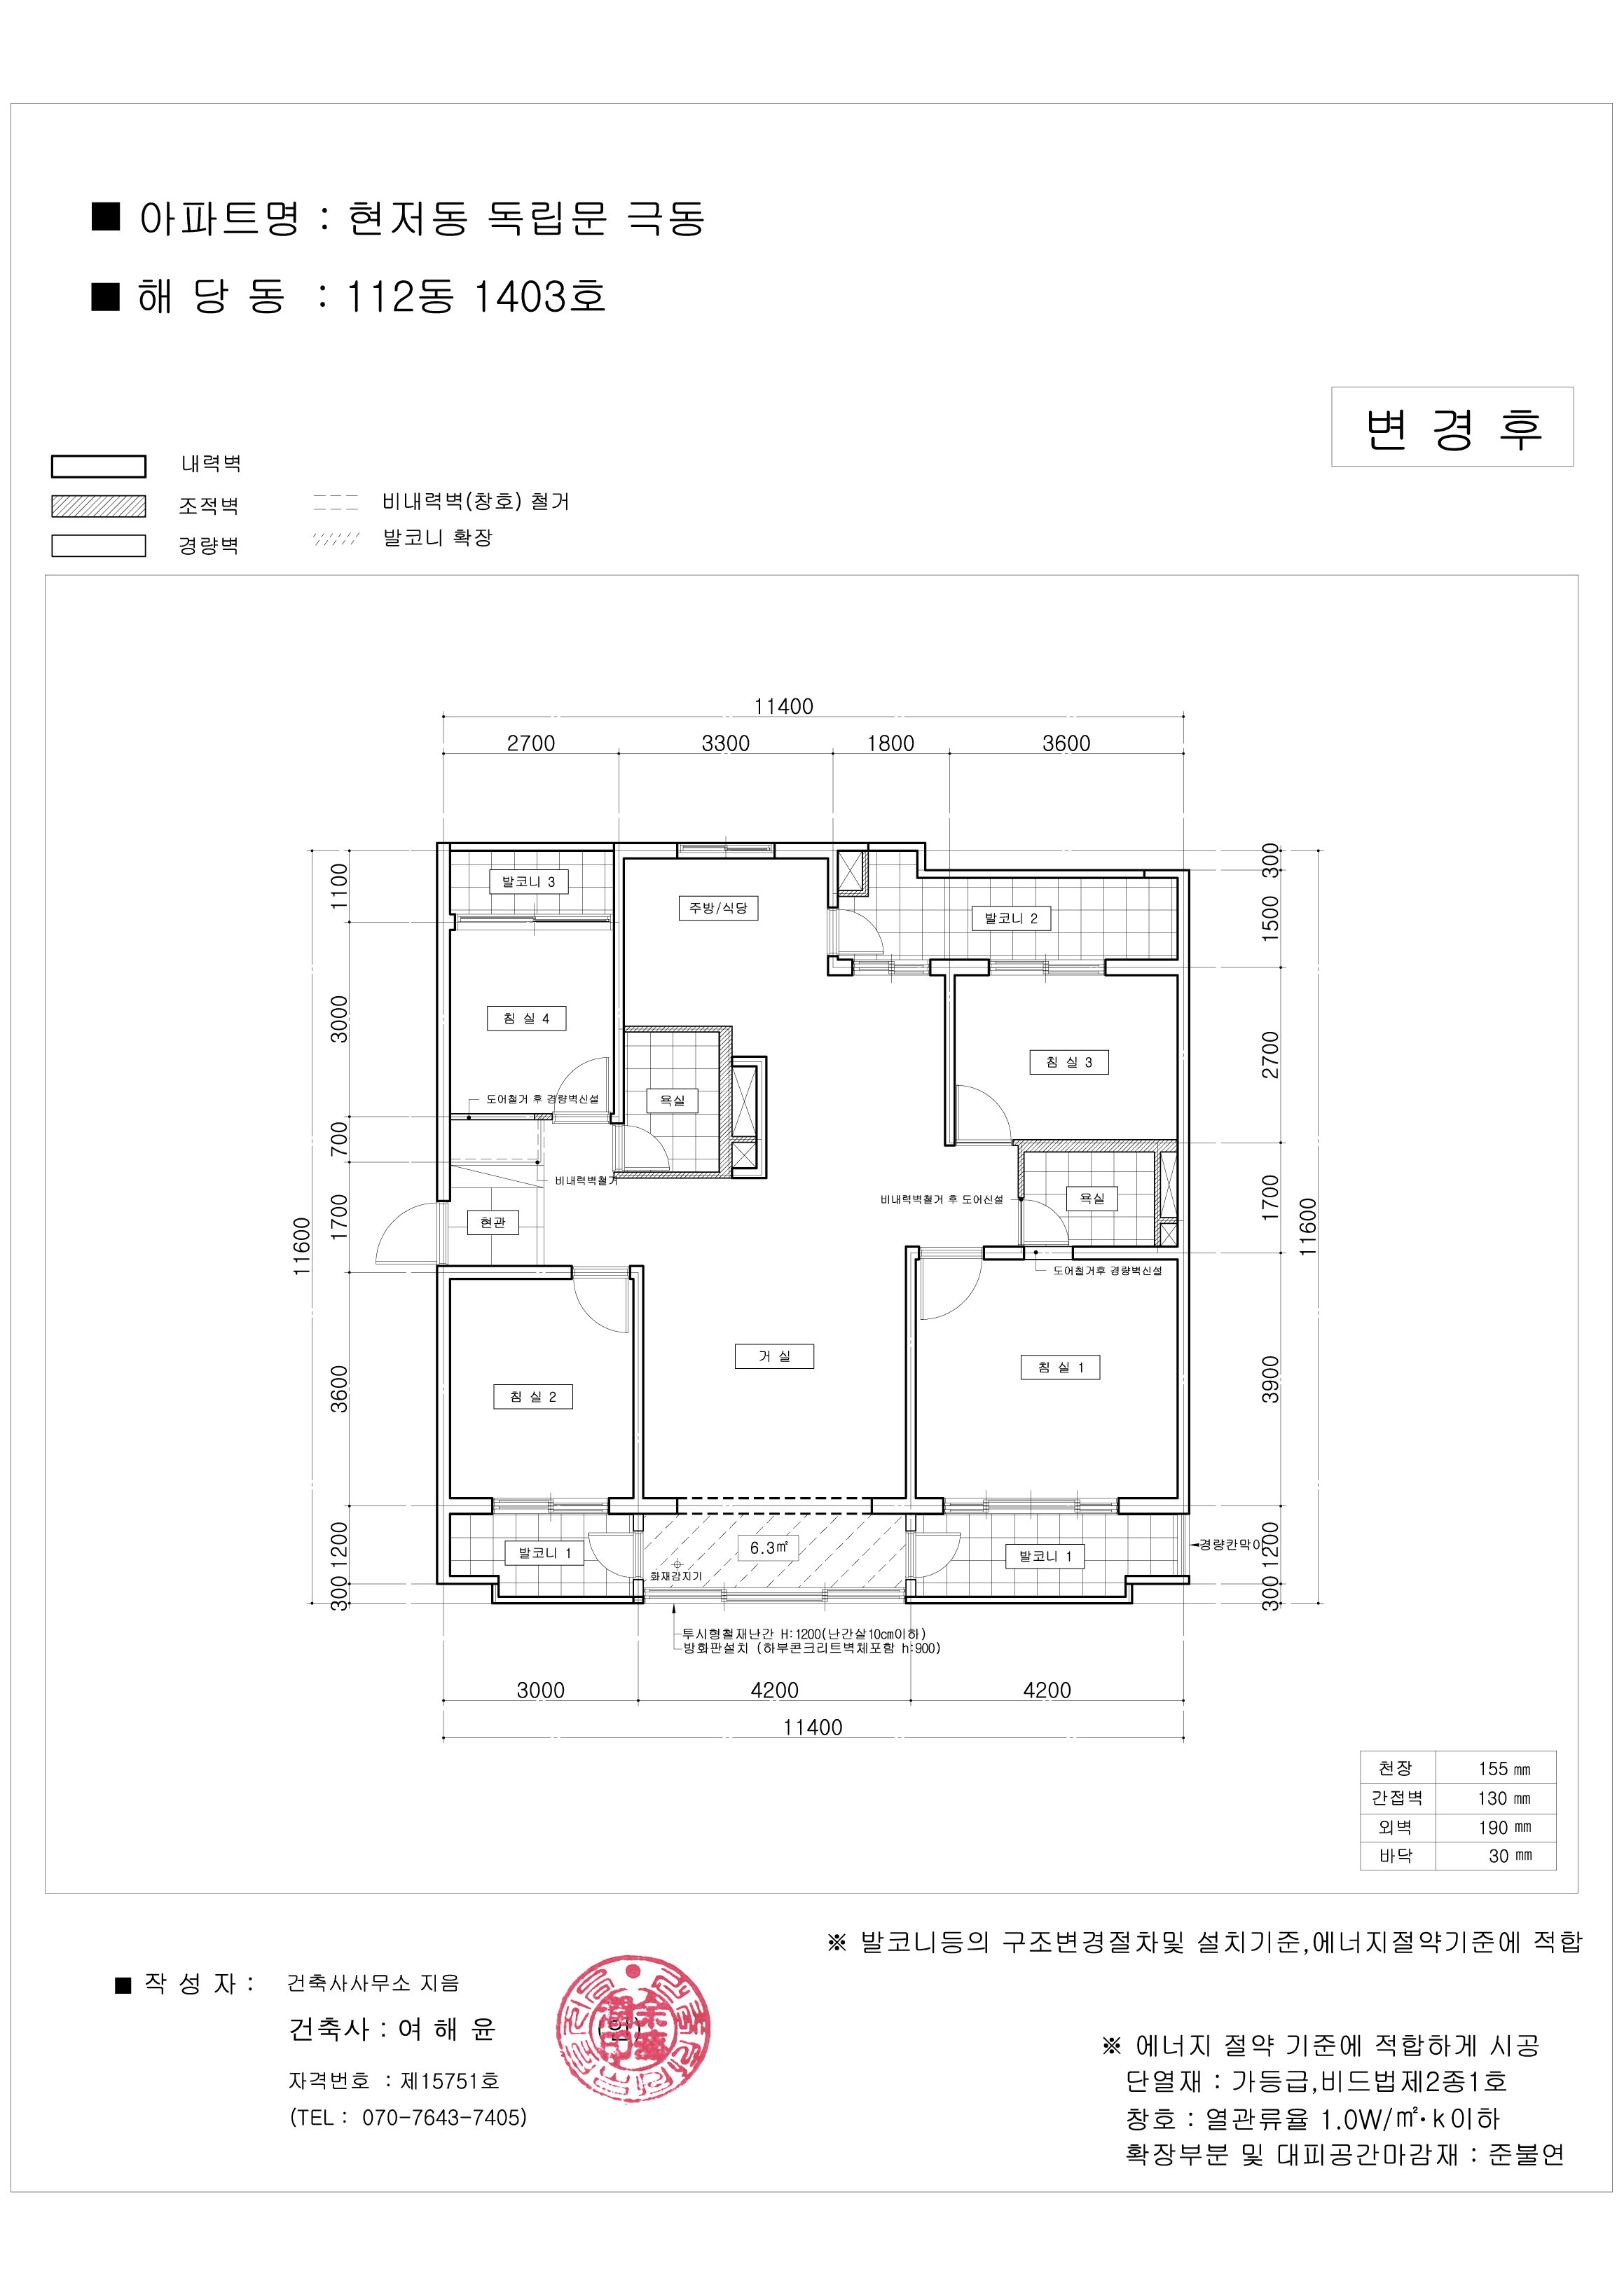 ■ 아파트명 : 현저동 독립문 극동
■ 해 당 동 : 112동 1403호
변 경 후
내력벽
조적벽
경량벽
비내력벽(창호) 철거
발코니 확장
11400
2700 3300 1800 3600
1100
3000
700
1700
11600
3600
1200
300
발코니 3
주방/식당
발코니 2
침 실 4
침 실 3
도어철거 후 경량벽신설
욕실
비내력벽철거
비내력벽철거 후 도어신설
욕실
현관
도어철거후 경량벽신설
거 실
침 실 1
침 실 2
발코니 1
6.3㎡
발코니 1
화재감지기
경량칸막이
투시형철재난간 H:1200(난간살10cm이하)
방화판설치 (하부콘크리트벽체포함 h:900)
300
1500
2700
1700
11600
3900
1200
300
3000 4200 4200
11400
천장 155 ㎜
간접벽 130 ㎜
외벽 190 ㎜
바닥 30 ㎜
※ 발코니등의 구조변경절차및 설치기준,에너지절약기준에 적합
■ 작 성 자 : 건축사사무소 지음
건축사 : 여 해 윤 (인)
자격번호 : 제15751호
(TEL : 070-7643-7405)
※ 에너지 절약 기준에 적합하게 시공
단열재 : 가등급,비드법제2종1호
창호 : 열관류율 1.0W/㎡·k이하
확장부분 및 대피공간마감재 : 준불연